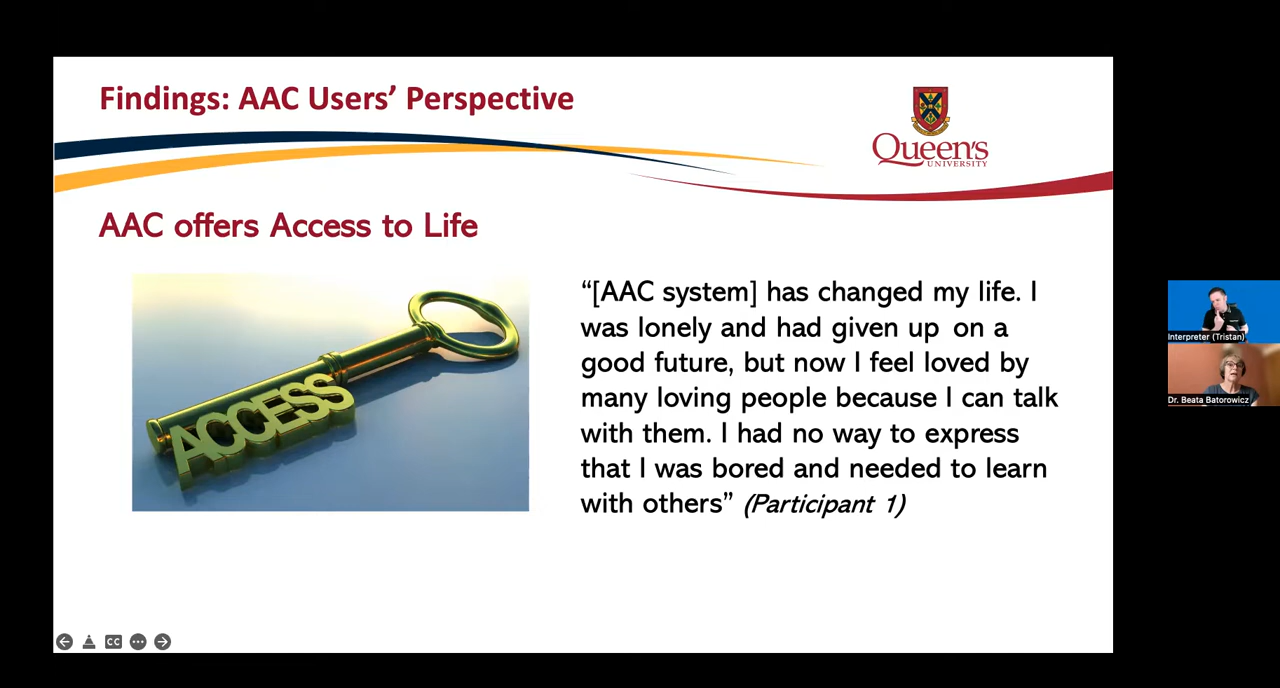 Findings: AAC Users’ Perspective
Queen's
UNIVERSITY
AAC offers Access to Life
ACCESS
“[AAC system] has changed my life. I
was lonely and had given up on a
good future, but now I feel loved by
many loving people because I can talk
with them. I had no way to express
that I was bored and needed to learn
with others” (Participant 1)
Interpreter (Tristan)
Dr. Beata Batorowicz
CC